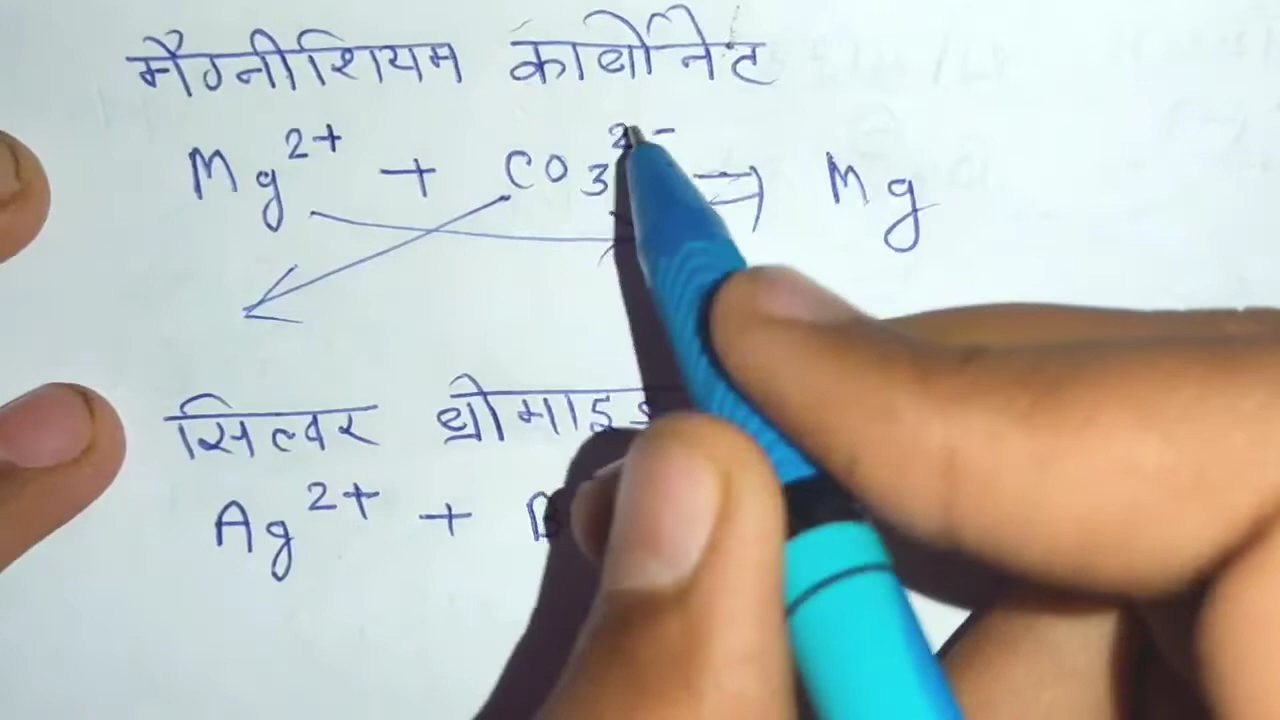 मैग्नीशियम कार्बोनेट
Mg²⁺ + CO₃²⁻ ⇒ Mg
सिल्वर ब्रोमाइड
Ag²⁺ +